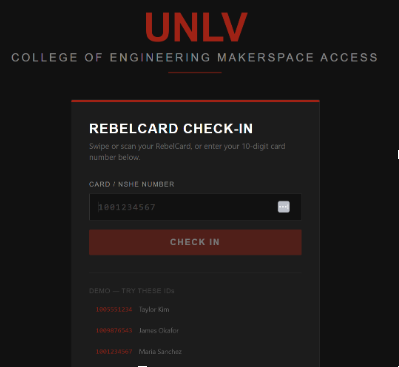 UNLV
COLLEGE OF ENGINEERING MAKERSPACE ACCESS
REBELCARD CHECK-IN
Swipe or scan your RebelCard, or enter your 10-digit card
number below.
CARD / NSHE NUMBER
1001234567
CHECK IN
DEMO — TRY THESE IDs
Taylor Kim
James Okafor
1001234567 Maria Sanchez